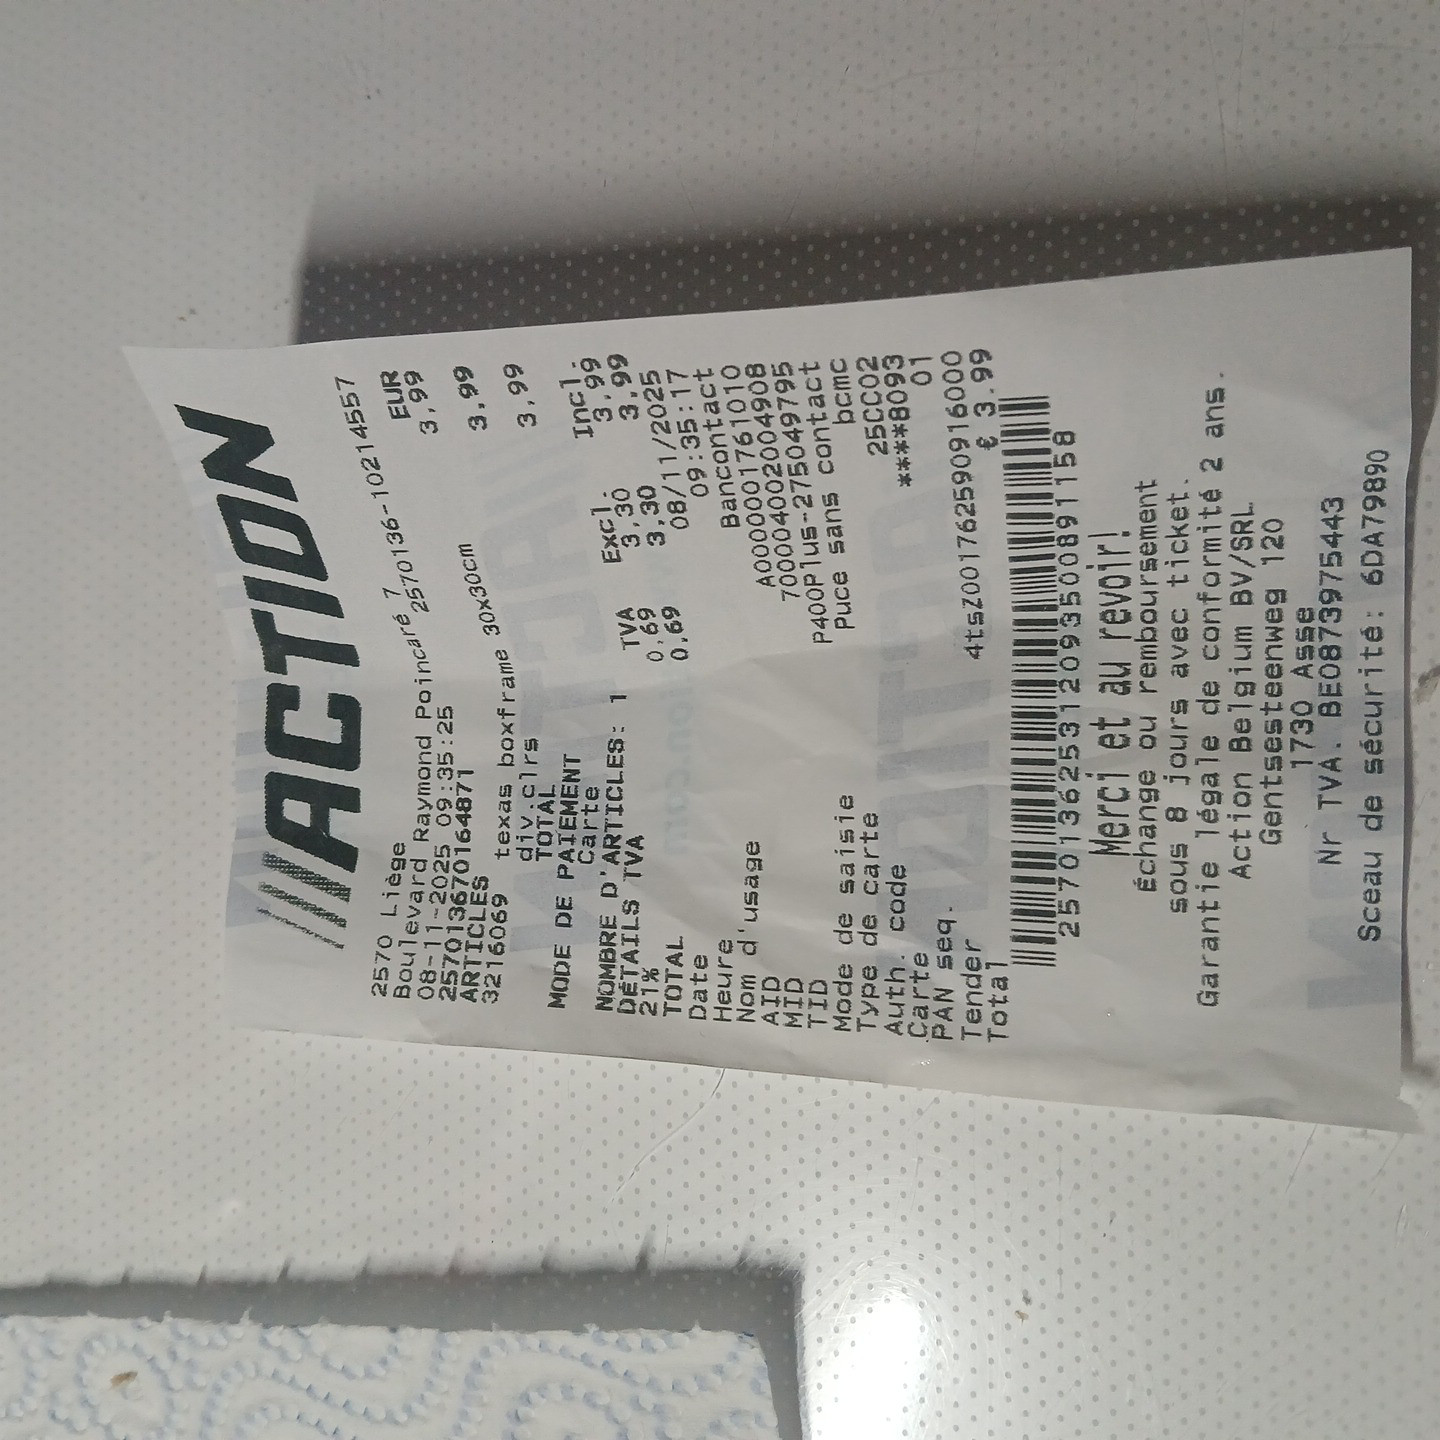 ACTION
2570 Liège
Boulevard Raymond Poincaré 7
08-11-2025 09:35:25 2570136-10214557
2570136701648​71
ARTICLES EUR
3216069 texas boxframe 30x30cm 3,99
div.clrs
TOTAL 3,99
MODE DE PAIEMENT
Carte 3,99
NOMBRE D'ARTICLES: 1
DÉTAILS TVA TVA Excl. Incl.
21% 0,69 3,30 3,99
TOTAL 0,69 3,30 3,99
Date 08/11/2025
Heure 09:35:17
Nom d'usage Bancontact
AID A0000001761010
MID 700004002004908
TID P400Plus-275049795
Mode de saisie Puce sans contact
Type de carte bcmc
Auth. code 25CC02
Carte ****8093
PAN seq. 01
Tender 4tsZ001762590916000
Total € 3.99
2570136253120935008​91158
Merci et au revoir!
Échange ou remboursement
sous 8 jours avec ticket.
Garantie légale de conformité 2 ans.
Action Belgium BV/SRL
Gentsesteenweg 120
1730 Asse
Nr TVA. BE0873975443
Sceau de sécurité: 6DA79890